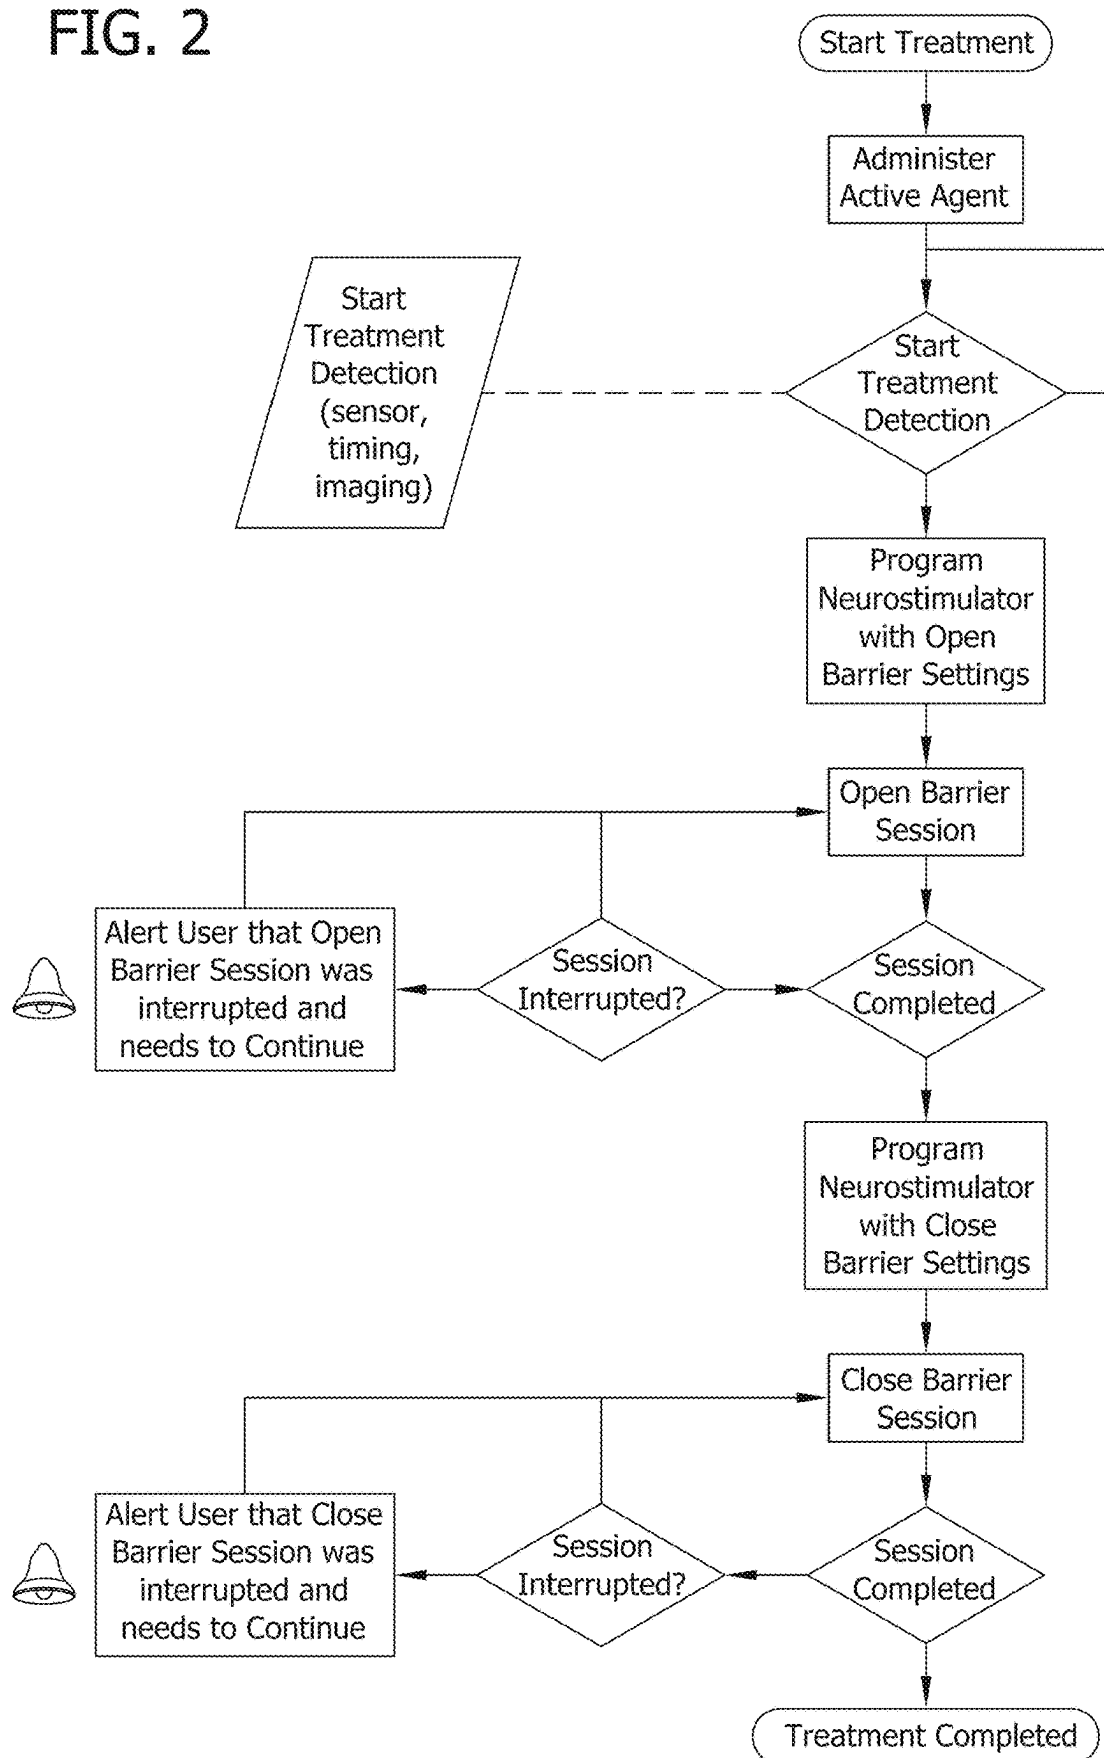 FIG. 2
Start Treatment
Administer
Active Agent
Start
Treatment
Detection
(sensor,
timing,
imaging)
Start
Treatment
Detection
Program
Neurostimulator
with Open
Barrier Settings
Open Barrier
Session
Alert User that Open
Barrier Session was
interrupted and
needs to Continue
Session
Interrupted?
Session
Completed
Program
Neurostimulator
with Close
Barrier Settings
Close Barrier
Session
Alert User that Close
Barrier Session was
interrupted and
needs to Continue
Session
Interrupted?
Session
Completed
Treatment Completed